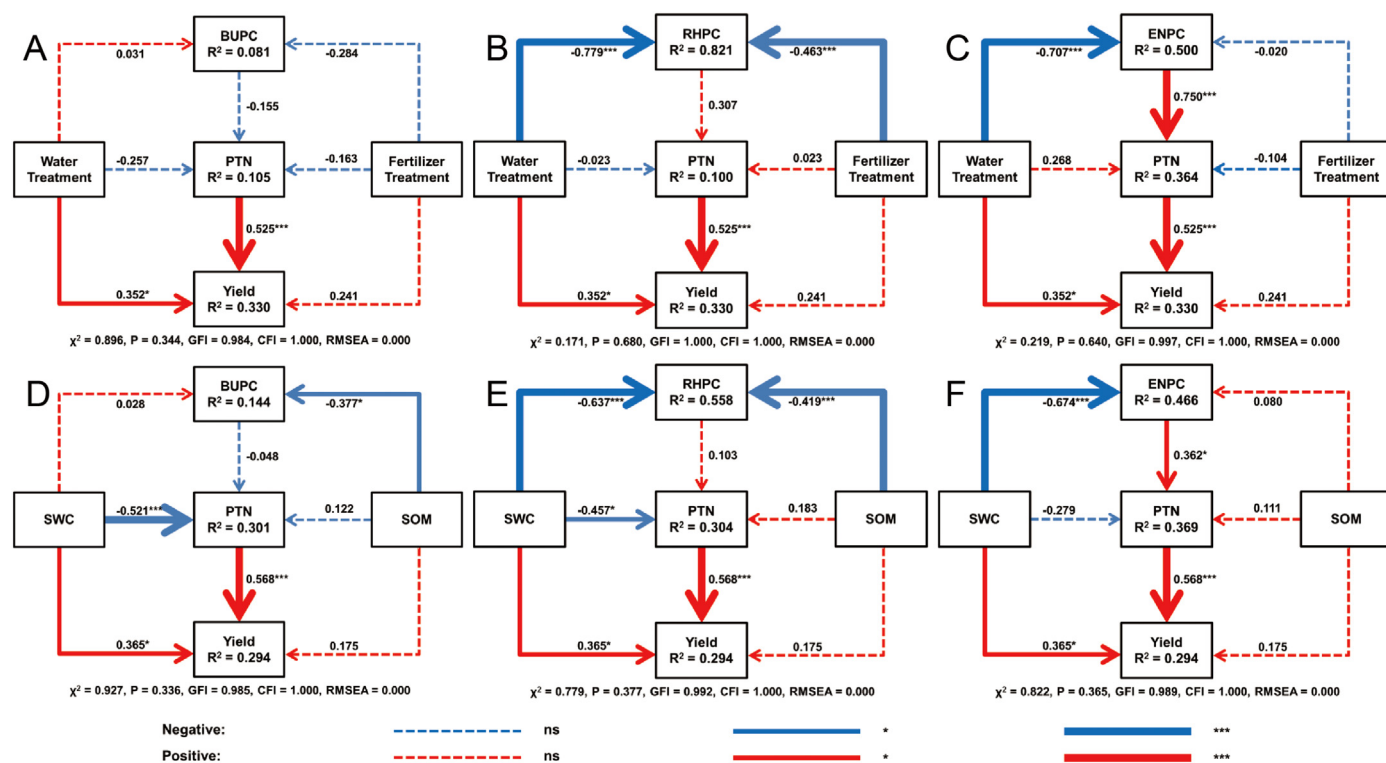 A
BUPC
R² = 0.081
0.031
-0.284
-0.155
Water
Treatment
-0.257
PTN
R² = 0.105
-0.163
Fertilizer
Treatment
0.525***
Yield
R² = 0.330
0.352*
0.241
χ² = 0.896, P = 0.344, GFI = 0.984, CFI = 1.000, RMSEA = 0.000
B
RHPC
R² = 0.821
-0.779***
-0.463***
0.307
Water
Treatment
-0.023
PTN
R² = 0.100
0.023
Fertilizer
Treatment
0.525***
Yield
R² = 0.330
0.352*
0.241
χ² = 0.171, P = 0.680, GFI = 1.000, CFI = 1.000, RMSEA = 0.000
C
ENPC
R² = 0.500
-0.707***
-0.020
0.750***
Water
Treatment
0.268
PTN
R² = 0.364
-0.104
Fertilizer
Treatment
0.525***
Yield
R² = 0.330
0.352*
0.241
χ² = 0.219, P = 0.640, GFI = 0.997, CFI = 1.000, RMSEA = 0.000
D
BUPC
R² = 0.144
0.028
-0.377*
-0.048
SWC
-0.521***
PTN
R² = 0.301
0.122
SOM
0.568***
Yield
R² = 0.294
0.365*
0.175
χ² = 0.927, P = 0.336, GFI = 0.985, CFI = 1.000, RMSEA = 0.000
E
RHPC
R² = 0.558
-0.637***
-0.419***
0.103
SWC
-0.457*
PTN
R² = 0.304
0.183
SOM
0.568***
Yield
R² = 0.294
0.365*
0.175
χ² = 0.779, P = 0.377, GFI = 0.992, CFI = 1.000, RMSEA = 0.000
F
ENPC
R² = 0.466
-0.674***
0.080
0.362*
SWC
-0.279
PTN
R² = 0.369
0.111
SOM
0.568***
Yield
R² = 0.294
0.365*
0.175
χ² = 0.822, P = 0.365, GFI = 0.989, CFI = 1.000, RMSEA = 0.000
Negative: ns * ***
Positive: ns * ***